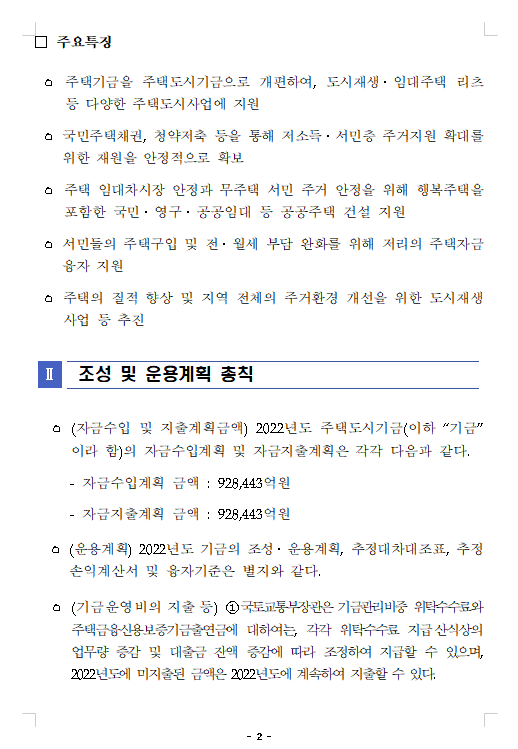 □ 주요특징
ㅇ 주택기금을 주택도시기금으로 개편하여, 도시재생·임대주택 리츠
등 다양한 주택도시사업에 지원
ㅇ 국민주택채권, 청약저축 등을 통해 저소득·서민층 주거지원 확대를
위한 재원을 안정적으로 확보
ㅇ 주택 임대차시장 안정과 무주택 서민 주거 안정을 위해 행복주택을
포함한 국민·영구·공공임대 등 공공주택 건설 지원
ㅇ 서민들의 주택구입 및 전·월세 부담 완화를 위해 저리의 주택자금
융자 지원
ㅇ 주택의 질적 향상 및 지역 전체의 주거환경 개선을 위한 도시재생
사업 등 추진
Ⅱ 조성 및 운용계획 총칙
ㅇ (자금수입 및 지출계획금액) 2022년도 주택도시기금(이하 “기금”
이라 함)의 자금수입계획 및 자금지출계획은 각각 다음과 같다.
- 자금수입계획 금액 : 928,443억원
- 자금지출계획 금액 : 928,443억원
ㅇ (운용계획) 2022년도 기금의 조성·운용계획, 추정대차대조표, 추정
손익계산서 및 융자기준은 별지와 같다.
ㅇ (기금운영비의 지출 등) ①국토교통부장관은 기금관리비중 위탁수수료와
주택금융신용보증기금출연금에 대하여는, 각각 위탁수수료 지급산식상의
업무량 증감 및 대출금 잔액 증감에 따라 조정하여 지급할 수 있으며,
2022년도에 미지출된 금액은 2022년도에 계속하여 지출할 수 있다.
- 2 -